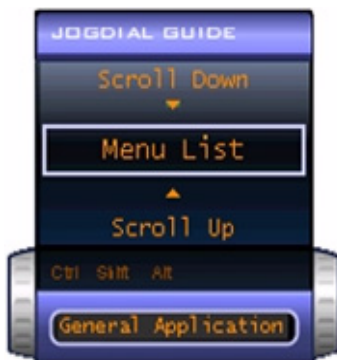 JOGDIAL GUIDE
Scroll Down
Menu List
Scroll Up
Ctrl Shift Alt
General Application